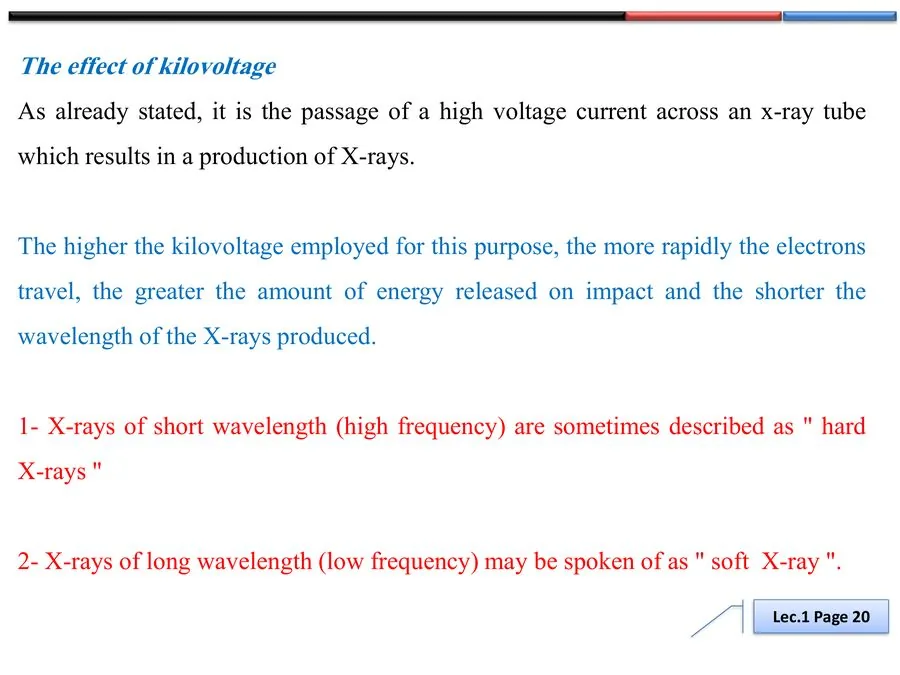 The effect of kilovoltage
As already stated, it is the passage of a high voltage current across an x-ray tube
which results in a production of X-rays.
The higher the kilovoltage employed for this purpose, the more rapidly the electrons
travel, the greater the amount of energy released on impact and the shorter the
wavelength of the X-rays produced.
1- X-rays of short wavelength (high frequency) are sometimes described as " hard
X-rays "
2- X-rays of long wavelength (low frequency) may be spoken of as " soft  X-ray ".
Lec.1 Page 20